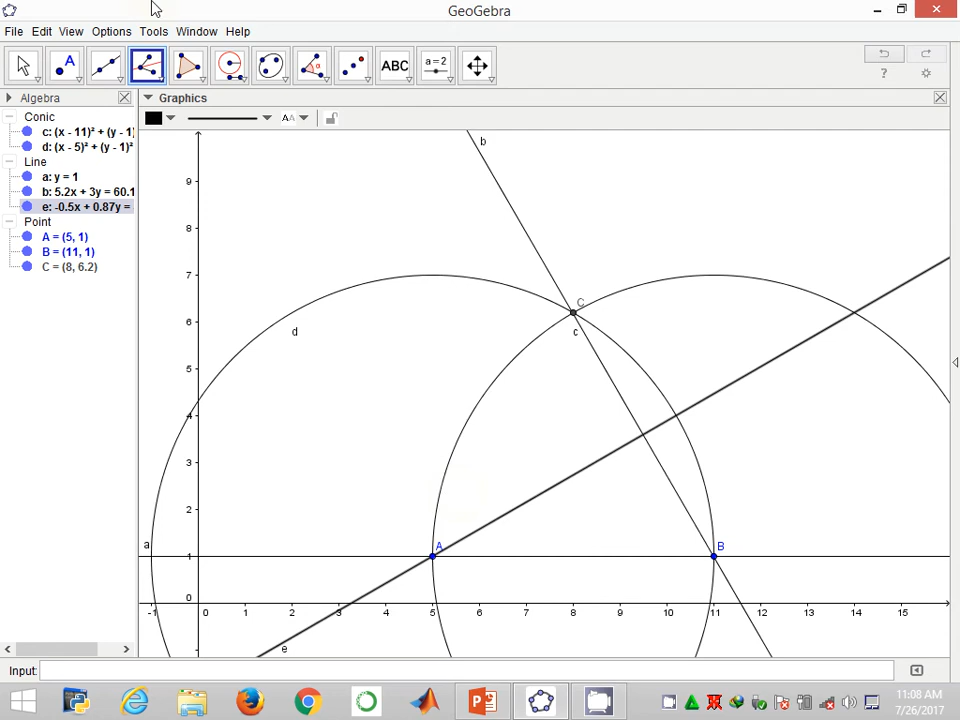 GeoGebra
File Edit View Options Tools Window Help
A ABC a=2
α
?
Algebra
Graphics
AA
Conic
c: (x - 11)² + (y - 1)
d: (x - 5)² + (y - 1)²
Line
a: y = 1
b: 5.2x + 3y = 60.1
e: -0.5x + 0.87y =
Point
A = (5, 1)
B = (11, 1)
C = (8, 6.2)
b
9
8
7
C
6
d
c
5
4
3
2
a
A
B
1
0
-1 0 1 2 3 4 5 6 7 8 9 10 11 12 13 14 15
e
Input:
11:08 AM
7/26/2017